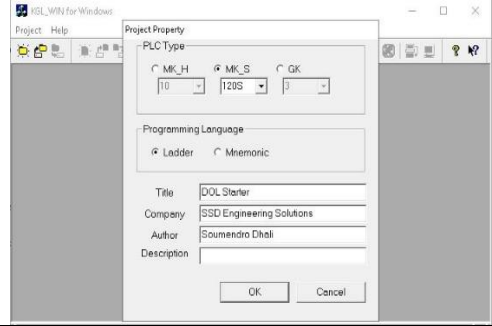 KGL_WIN for Windows
Project Help
Project Property
PLC Type
MK_H MK_S GK
10 120S 3
Programming Language
Ladder Mnemonic
Title DOL Starter
Company SSD Engineering Solutions
Author Soumendra Dhali
Description
OK Cancel